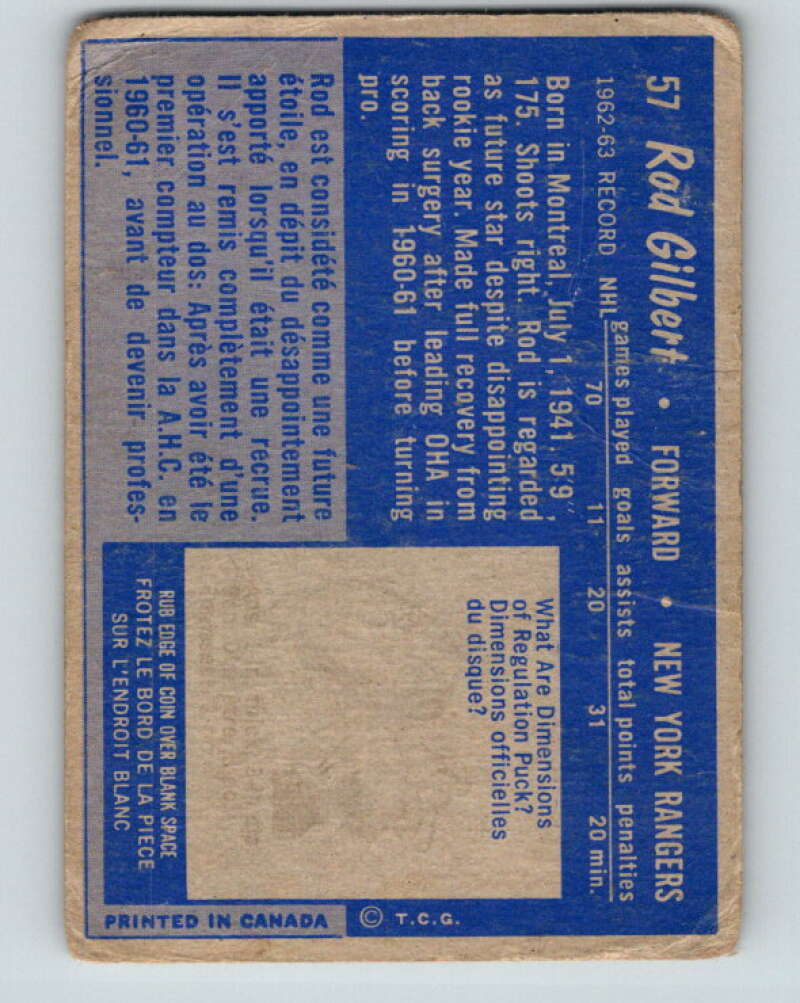 57 Rod Gilbert • FORWARD • NEW YORK RANGERS
games played goals assists total points penalties
1962-63 RECORD NHL 70 11 20 31 20 min.
Born in Montreal, July 1, 1941. 5'9",
175. Shoots right. Rod is regarded
as future star despite disappointing
rookie year. Made full recovery from
back surgery after leading OHA in
scoring in 1960-61 before turning
pro.
Rod est considété comme une future
étoile, en dépit du désappointement
apporté lorsqu'il était une recrue.
Il s'est remis complètement d'une
opération au dos: Après avoir été le
premier compteur dans la A.H.C. en
1960-61, avant de devenir profes-
sionnel.
What Are Dimensions
of Regulation Puck?
Dimensions officielles
du disque?
RUB EDGE OF COIN OVER BLANK SPACE
FROTEZ LE BORD DE LA PIECE
SUR L'ENDROIT BLANC
© T.C.G.
PRINTED IN CANADA